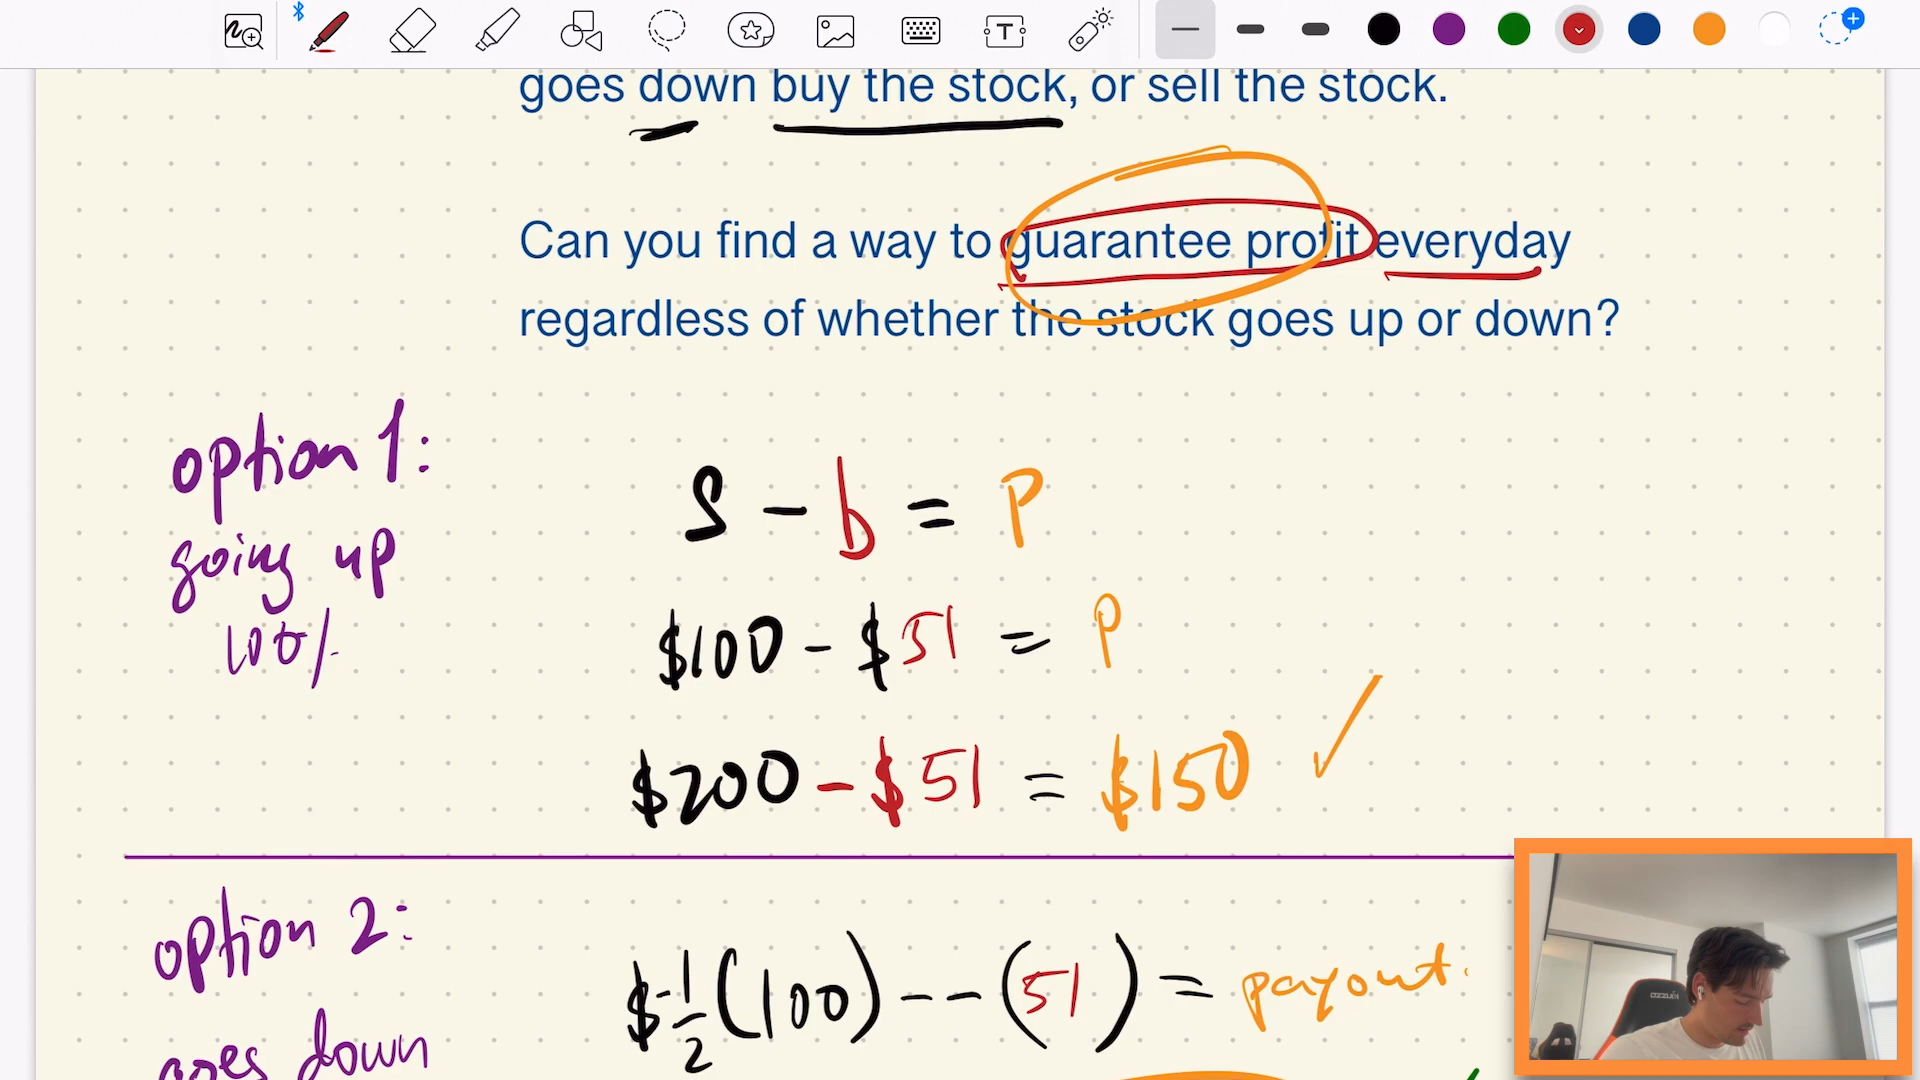 goes down buy the stock, or sell the stock.
Can you find a way to guarantee profit everyday
regardless of whether the stock goes up or down?
option 1:
going up
100%
S - b = P
$100 - $51 = P
$200 - $51 = $150 ✓
option 2:
goes down
$-1/2 (100) -- (51) = payout.